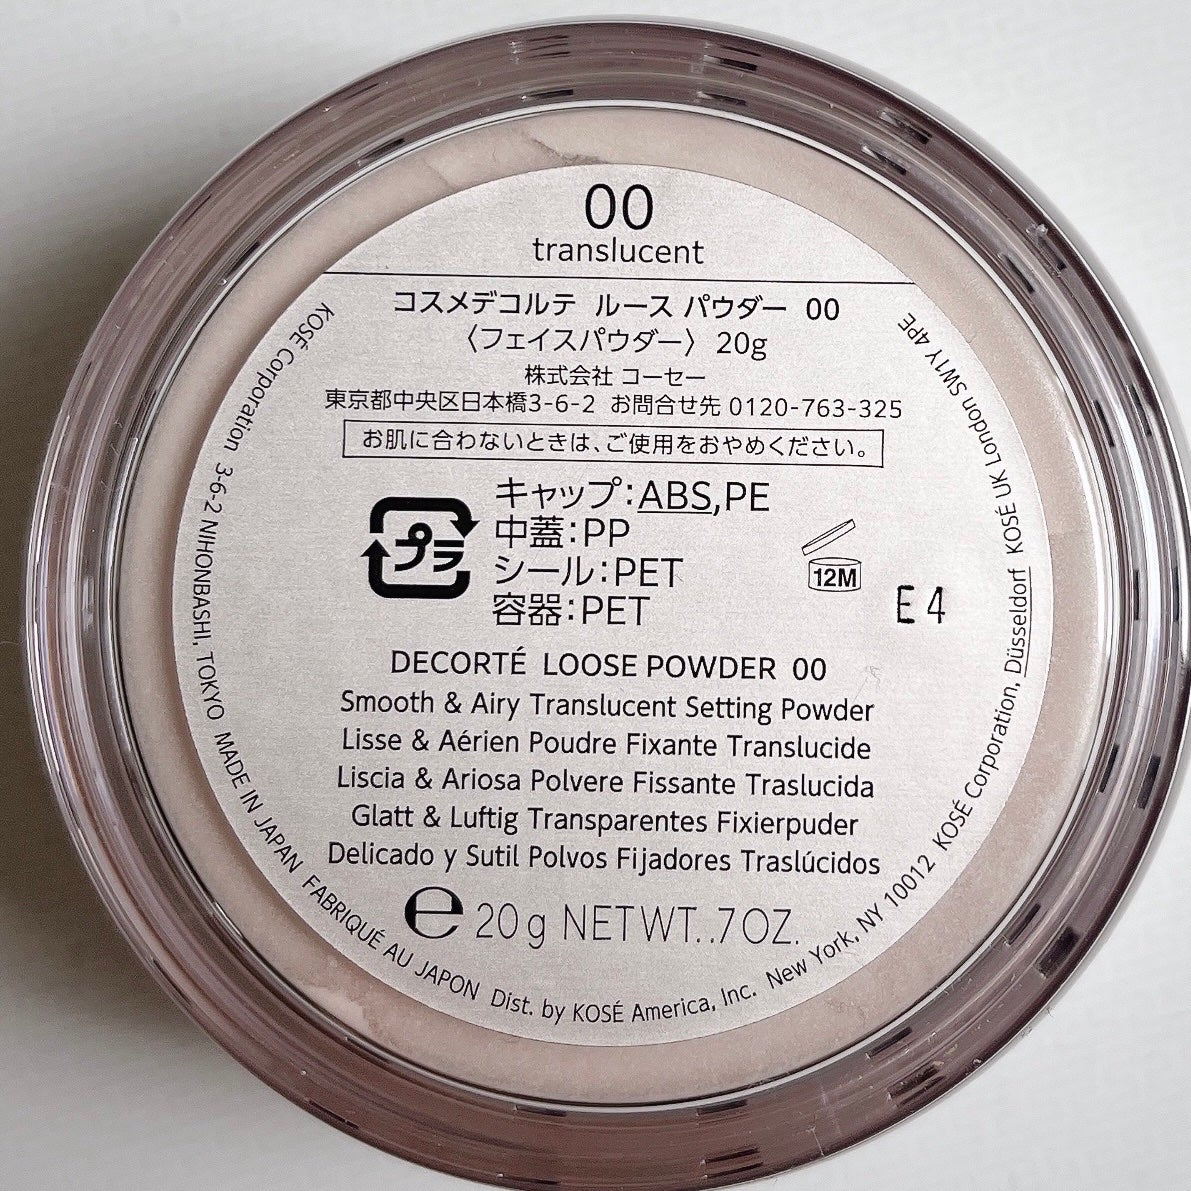 00
translucent
コスメデコルテ ルース パウダー 00
〈フェイスパウダー〉 20g
株式会社 コーセー
東京都中央区日本橋3-6-2 お問合せ先 0120-763-325
お肌に合わないときは、ご使用をおやめください。
プラ
キャップ:ABS,PE
中蓋:PP
シール:PET
容器:PET
12M
E4
DECORTÉ LOOSE POWDER 00
Smooth & Airy Translucent Setting Powder
Lisse & Aérien Poudre Fixante Translucide
Liscia & Ariosa Polvere Fissante Traslucida
Glatt & Luftig Transparentes Fixierpuder
Delicado y Sutil Polvos Fijadores Traslúcidos
℮ 20g NET WT. .7 OZ.
KOSÉ Corporation 3-6-2 NIHONBASHI, TOKYO MADE IN JAPAN FABRIQUÉ AU JAPON Dist. by KOSÉ America, Inc. New York, NY 10012 KOSÉ Corporation, Düsseldorf KOSÉ UK London SW1Y 4PE